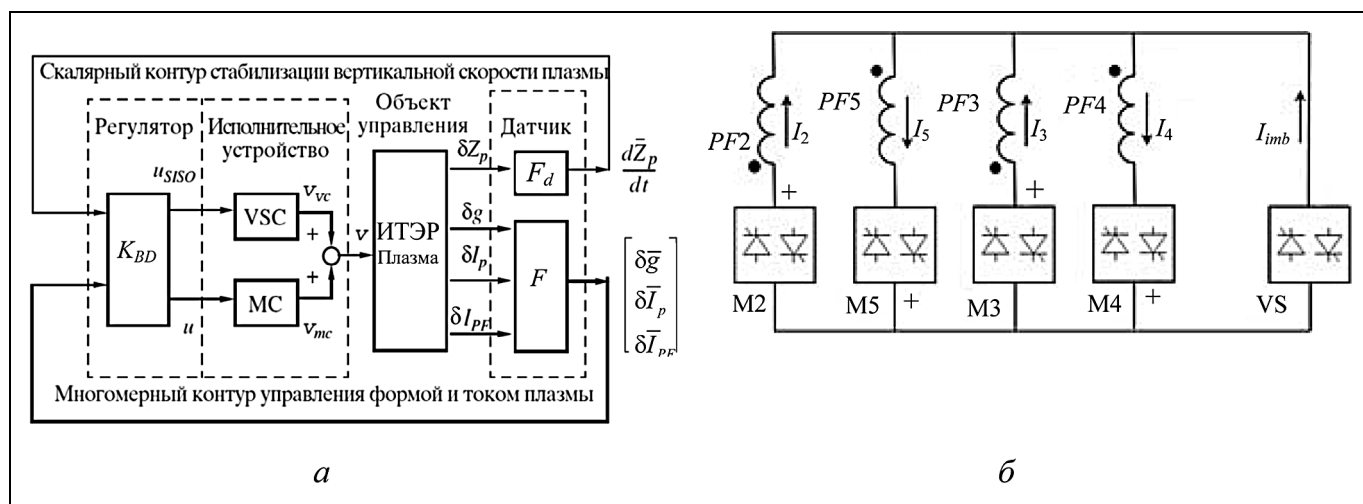 Скалярный контур стабилизации вертикальной скорости плазмы
Регулятор
Исполнительное
устройство
Объект
управления
Датчик
u_SISO
v_vc
VSC
+
K_BD
v
ИТЭР
Плазма
+
MC
u
v_mc
δZ_p
F_d
dZ̄_p
dt
δg
δI_p
F
δI_PF
δḡ
δĪ_p
δĪ_PF
Многомерный контур управления формой и током плазмы
а
PF2
I_2
+
M2
PF5
I_5
M5
+
PF3
I_3
+
M3
PF4
I_4
M4
+
I_imb
VS
б